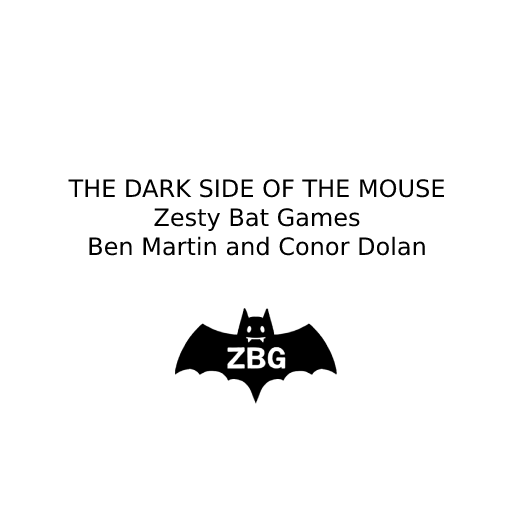 THE DARK SIDE OF THE MOUSE
Zesty Bat Games
Ben Martin and Conor Dolan
ZBG